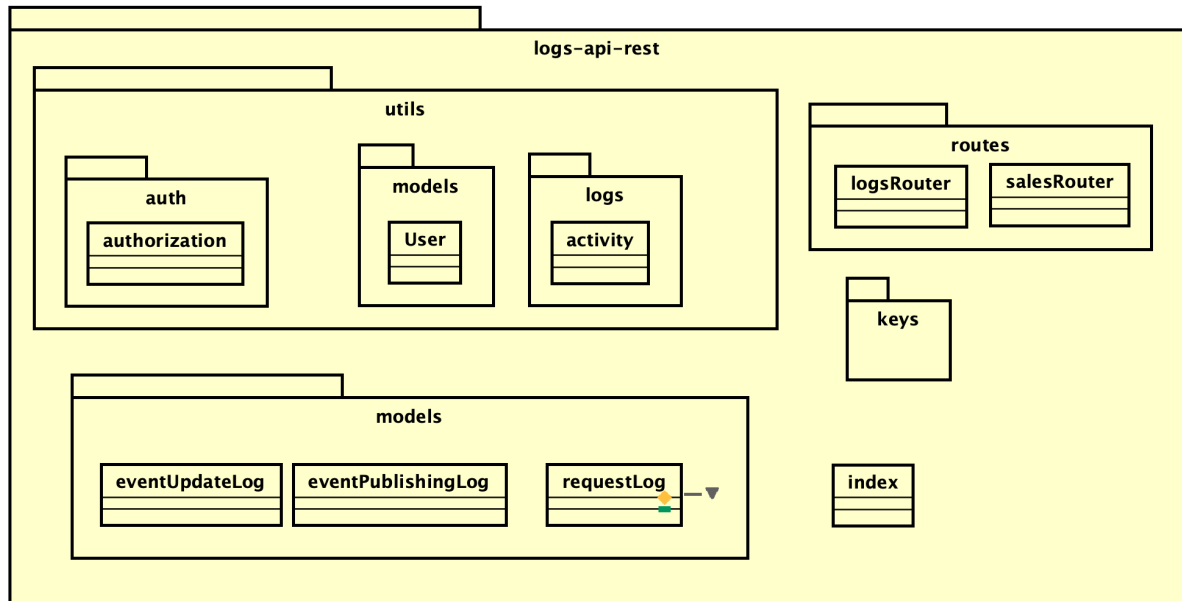 logs-api-rest
utils
auth
authorization
models
User
logs
activity
routes
logsRouter
salesRouter
keys
models
eventUpdateLog
eventPublishingLog
requestLog
index